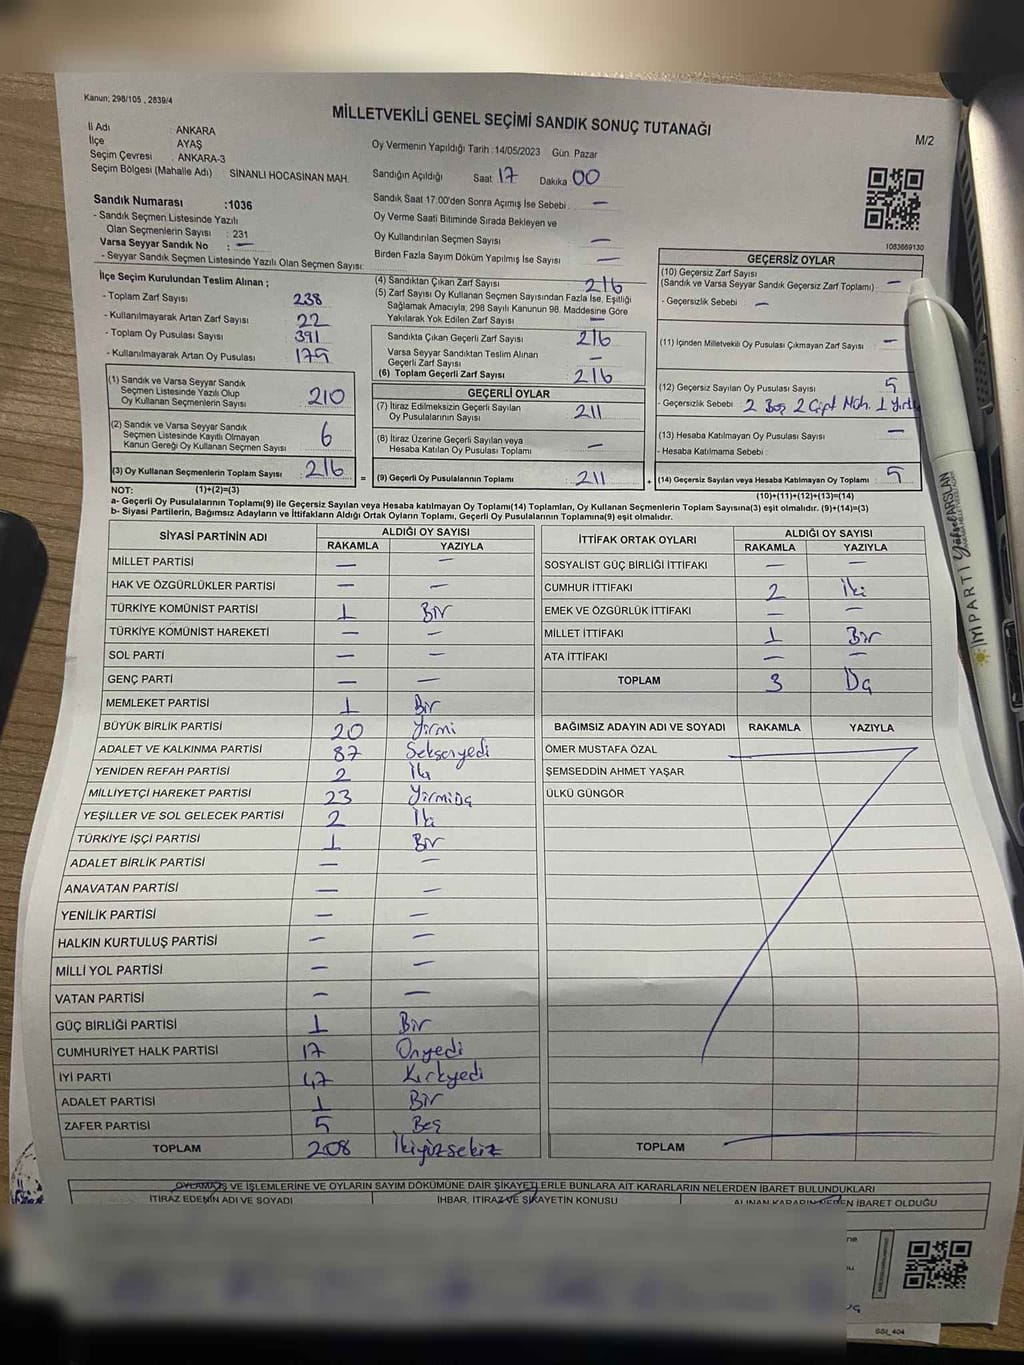 Kanun; 298/105 , 2839/4
MİLLETVEKİLİ GENEL SEÇİMİ SANDIK SONUÇ TUTANAĞI
M/2
İl Adı : ANKARA
İlçe : AYAŞ
Seçim Çevresi : ANKARA-3
Seçim Bölgesi (Mahalle Adı) SİNANLI HOCASİNAN MAH.
Oy Vermenin Yapıldığı Tarih :14/05/2023 Gün: Pazar
Sandığın Açıldığı Saat 17 Dakika 00
Sandık Numarası :1036
- Sandık Seçmen Listesinde Yazılı
Olan Seçmenlerin Sayısı : 231
Varsa Seyyar Sandık No : —
- Seyyar Sandık Seçmen Listesinde Yazılı Olan Seçmen Sayısı:
Sandık Saat 17.00'den Sonra Açımış İse Sebebi : —
Oy Verme Saati Bitiminde Sırada Bekleyen ve
Oy Kullandırılan Seçmen Sayısı —
Birden Fazla Sayım Döküm Yapılmış İse Sayısı —
1083669130
İlçe Seçim Kurulundan Teslim Alınan ;
- Toplam Zarf Sayısı 238
- Kullanılmayarak Artan Zarf Sayısı 22
- Toplam Oy Pusulası Sayısı 391
- Kullanılmayarak Artan Oy Pusulası 175
(1) Sandık ve Varsa Seyyar Sandık
Seçmen Listesinde Yazılı Olup
Oy Kullanan Seçmenlerin Sayısı 210
(2) Sandık ve Varsa Seyyar Sandık
Seçmen Listesinde Kayıtlı Olmayan
Kanun Gereği Oy Kullanan Seçmen Sayısı 6
(3) Oy Kullanan Seçmenlerin Toplam Sayısı 216
(4) Sandıktan Çıkan Zarf Sayısı 216
(5) Zarf Sayısı Oy Kullanan Seçmen Sayısından Fazla İse, Eşitliği
Sağlamak Amacıyla, 298 Sayılı Kanunun 98. Maddesine Göre
Yakılarak Yok Edilen Zarf Sayısı —
Sandıkta Çıkan Geçerli Zarf Sayısı 216
Varsa Seyyar Sandıktan Teslim Alınan
Geçerli Zarf Sayısı —
(6) Toplam Geçerli Zarf Sayısı 216
GEÇERLİ OYLAR
(7) İtiraz Edilmeksizin Geçerli Sayılan
Oy Pusulalarının Sayısı 211
(8) İtiraz Üzerine Geçerli Sayılan veya
Hesaba Katılan Oy Pusulası Toplamı —
= (9) Geçerli Oy Pusulalarının Toplamı 211 +
GEÇERSİZ OYLAR
(10) Geçersiz Zarf Sayısı
(Sandık ve Varsa Seyyar Sandık Geçersiz Zarf Toplamı) —
- Geçersizlik Sebebi : —
(11) İçinden Milletvekili Oy Pusulası Çıkmayan Zarf Sayısı —
(12) Geçersiz Sayılan Oy Pusulası Sayısı 5
- Geçersizlik Sebebi : 2 Boş 2 Çift Müh. 1 Yırtık
(13) Hesaba Katılmayan Oy Pusulası Sayısı —
- Hesaba Katılmama Sebebi :
(14) Geçersiz Sayılan veya Hesaba Katılmayan Oy Toplamı 5
NOT: (1)+(2)=(3)
(10)+(11)+(12)+(13)=(14)
a- Geçerli Oy Pusulalarının Toplamı(9) ile Geçersiz Sayılan veya Hesaba katılmayan Oy Toplamı(14) Toplamları, Oy Kullanan Seçmenlerin Toplam Sayısına(3) eşit olmalıdır. (9)+(14)=(3)
b- Siyasi Partilerin, Bağımsız Adayların ve İttifakların Aldığı Ortak Oyların Toplamı, Geçerli Oy Pusulalarının Toplamına(9) eşit olmalıdır.
SİYASİ PARTİNİN ADI ALDIĞI OY SAYISI
RAKAMLA YAZIYLA
MİLLET PARTİSİ — —
HAK VE ÖZGÜRLÜKLER PARTİSİ — —
TÜRKİYE KOMÜNİST PARTİSİ 1 Bir
TÜRKİYE KOMÜNİST HAREKETİ — —
SOL PARTİ — —
GENÇ PARTİ — —
MEMLEKET PARTİSİ 1 Bir
BÜYÜK BİRLİK PARTİSİ 20 Yirmi
ADALET VE KALKINMA PARTİSİ 87 Seksenyedi
YENİDEN REFAH PARTİSİ 2 İki
MİLLİYETÇİ HAREKET PARTİSİ 23 Yirmiüç
YEŞİLLER VE SOL GELECEK PARTİSİ 2 İki
TÜRKİYE İŞÇİ PARTİSİ 1 Bir
ADALET BİRLİK PARTİSİ — —
ANAVATAN PARTİSİ — —
YENİLİK PARTİSİ — —
HALKIN KURTULUŞ PARTİSİ — —
MİLLİ YOL PARTİSİ — —
VATAN PARTİSİ — —
GÜÇ BİRLİĞİ PARTİSİ 1 Bir
CUMHURİYET HALK PARTİSİ 17 Onyedi
İYİ PARTİ 47 Kırkyedi
ADALET PARTİSİ 1 Bir
ZAFER PARTİSİ 5 Beş
TOPLAM 208 İkiyüzsekiz
İTTİFAK ORTAK OYLARI ALDIĞI OY SAYISI
RAKAMLA YAZIYLA
SOSYALİST GÜÇ BİRLİĞİ İTTİFAKI — —
CUMHUR İTTİFAKI 2 İki
EMEK VE ÖZGÜRLÜK İTTİFAKI — —
MİLLET İTTİFAKI 1 Bir
ATA İTTİFAKI — —
TOPLAM 3 Üç
BAĞIMSIZ ADAYIN ADI VE SOYADI RAKAMLA YAZIYLA
ÖMER MUSTAFA ÖZAL
ŞEMSEDDİN AHMET YAŞAR
ÜLKÜ GÜNGÖR
TOPLAM
OYLAMA İŞ VE İŞLEMLERİNE VE OYLARIN SAYIM DÖKÜMÜNE DAİR ŞİKAYETLERLE BUNLARA AİT KARARLARIN NELERDEN İBARET BULUNDUKLARI
İTİRAZ EDENİN ADI VE SOYADI İHBAR, İTİRAZ VE ŞİKAYETİN KONUSU ALINAN KARARIN NEDEN İBARET OLDUĞU
SSI_404
İYİ PARTİ Yüksel ARSLAN